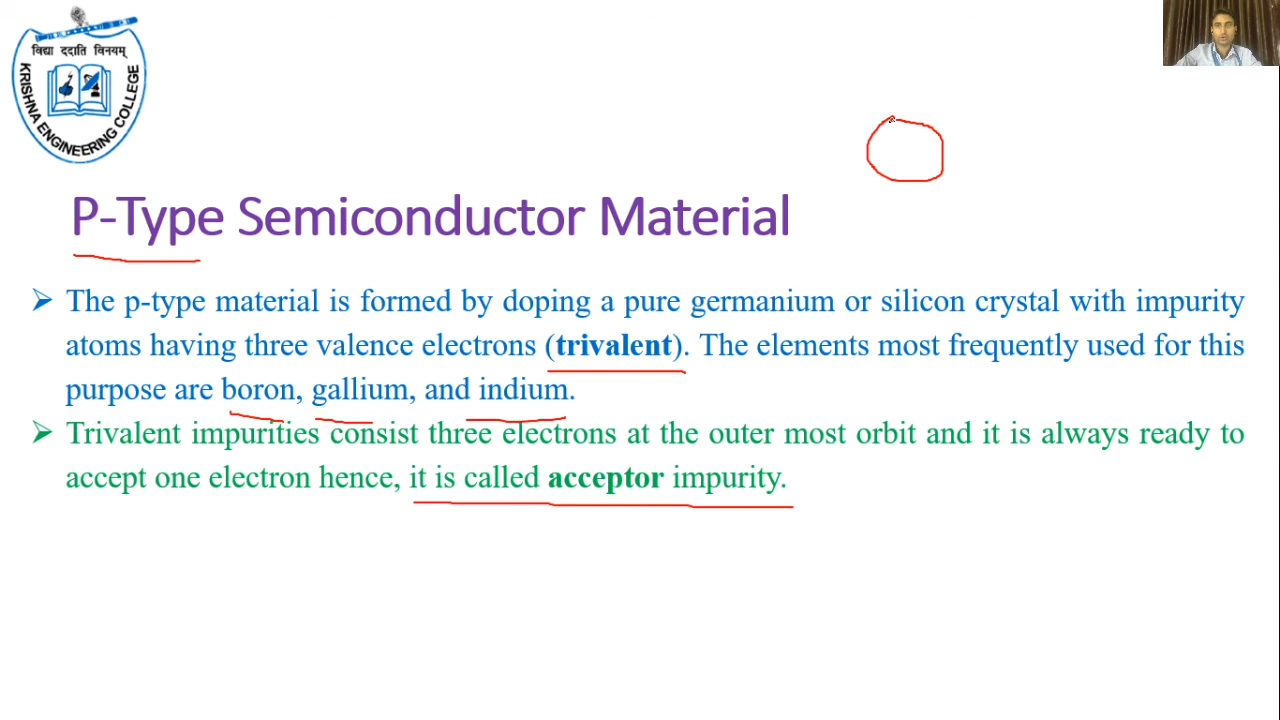 विद्या ददाति विनयम्
KRISHNA ENGINEERING COLLEGE
P-Type Semiconductor Material
The p-type material is formed by doping a pure germanium or silicon crystal with impurity
atoms having three valence electrons (trivalent). The elements most frequently used for this
purpose are boron, gallium, and indium.
Trivalent impurities consist three electrons at the outer most orbit and it is always ready to
accept one electron hence, it is called acceptor impurity.